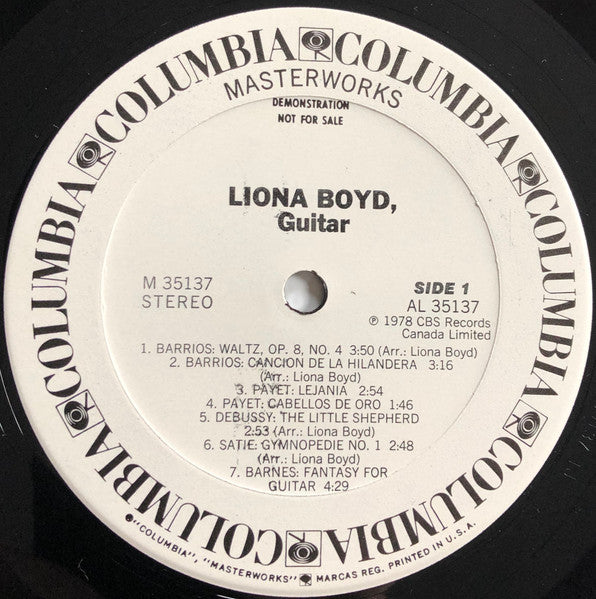 COLUMBIA COLUMBIA COLUMBIA COLUMBIA COLUMBIA COLUMBIA COLUMBIA
MASTERWORKS
DEMONSTRATION
NOT FOR SALE
LIONA BOYD,
Guitar
M 35137
STEREO
SIDE 1
AL 35137
℗ 1978 CBS Records
Canada Limited
1. BARRIOS: WALTZ, OP. 8, NO. 4 3:50 (Arr.: Liona Boyd)
2. BARRIOS: CANCION DE LA HILANDERA 3:16
(Arr.: Liona Boyd)
3. PAYET: LEJANIA 2:54
4. PAYET: CABELLOS DE ORO 1:46
5. DEBUSSY: THE LITTLE SHEPHERD
2:53 (Arr.: Liona Boyd)
6. SATIE: GYMNOPEDIE NO. 1 2:48
(Arr.: Liona Boyd)
7. BARNES: FANTASY FOR
GUITAR 4:29
"COLUMBIA", "MASTERWORKS" MARCAS REG. PRINTED IN U.S.A.